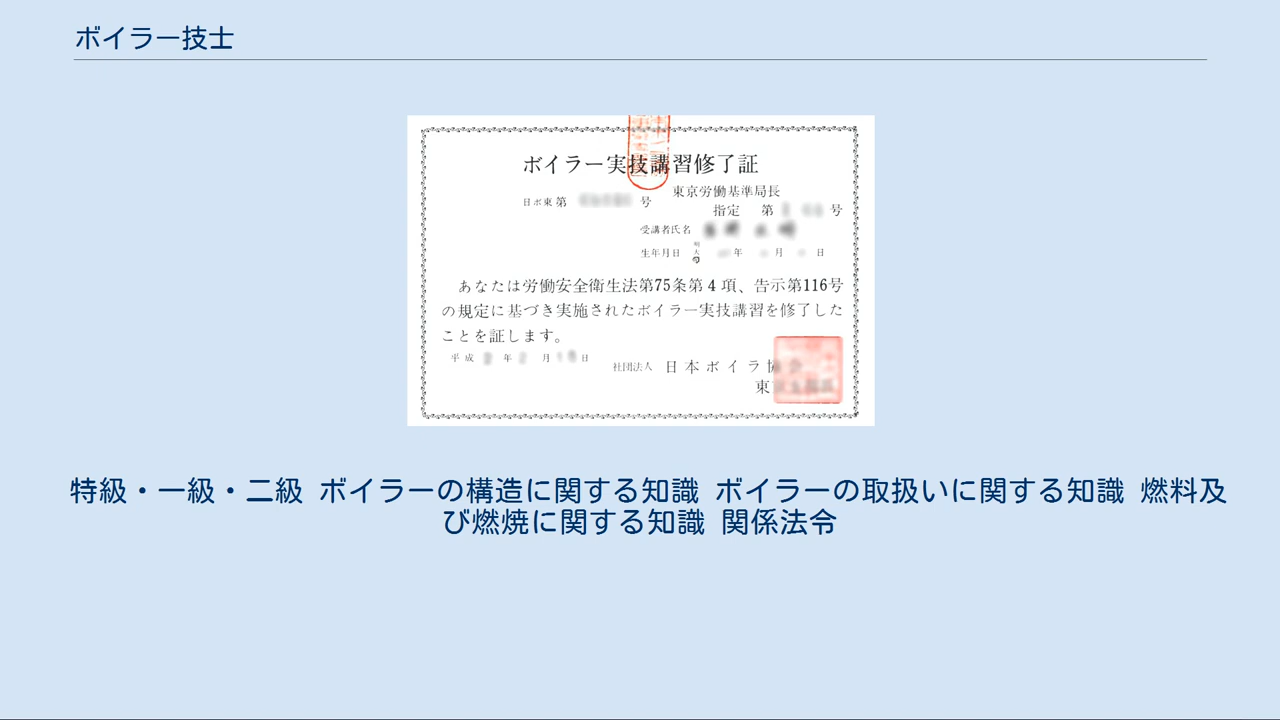 ボイラー技士
ボイラー実技講習修了証
日ボ東第 号
東京労働基準局長
指定 第 号
受講者氏名
生年月日 明 大 昭 年 月 日
あなたは労働安全衛生法第75条第4項、告示第116号
の規定に基づき実施されたボイラー実技講習を修了した
ことを証します。
平成 年 月 日
社団法人 日本ボイラ協会
東京
特級・一級・二級 ボイラーの構造に関する知識 ボイラーの取扱いに関する知識 燃料及
び燃焼に関する知識 関係法令